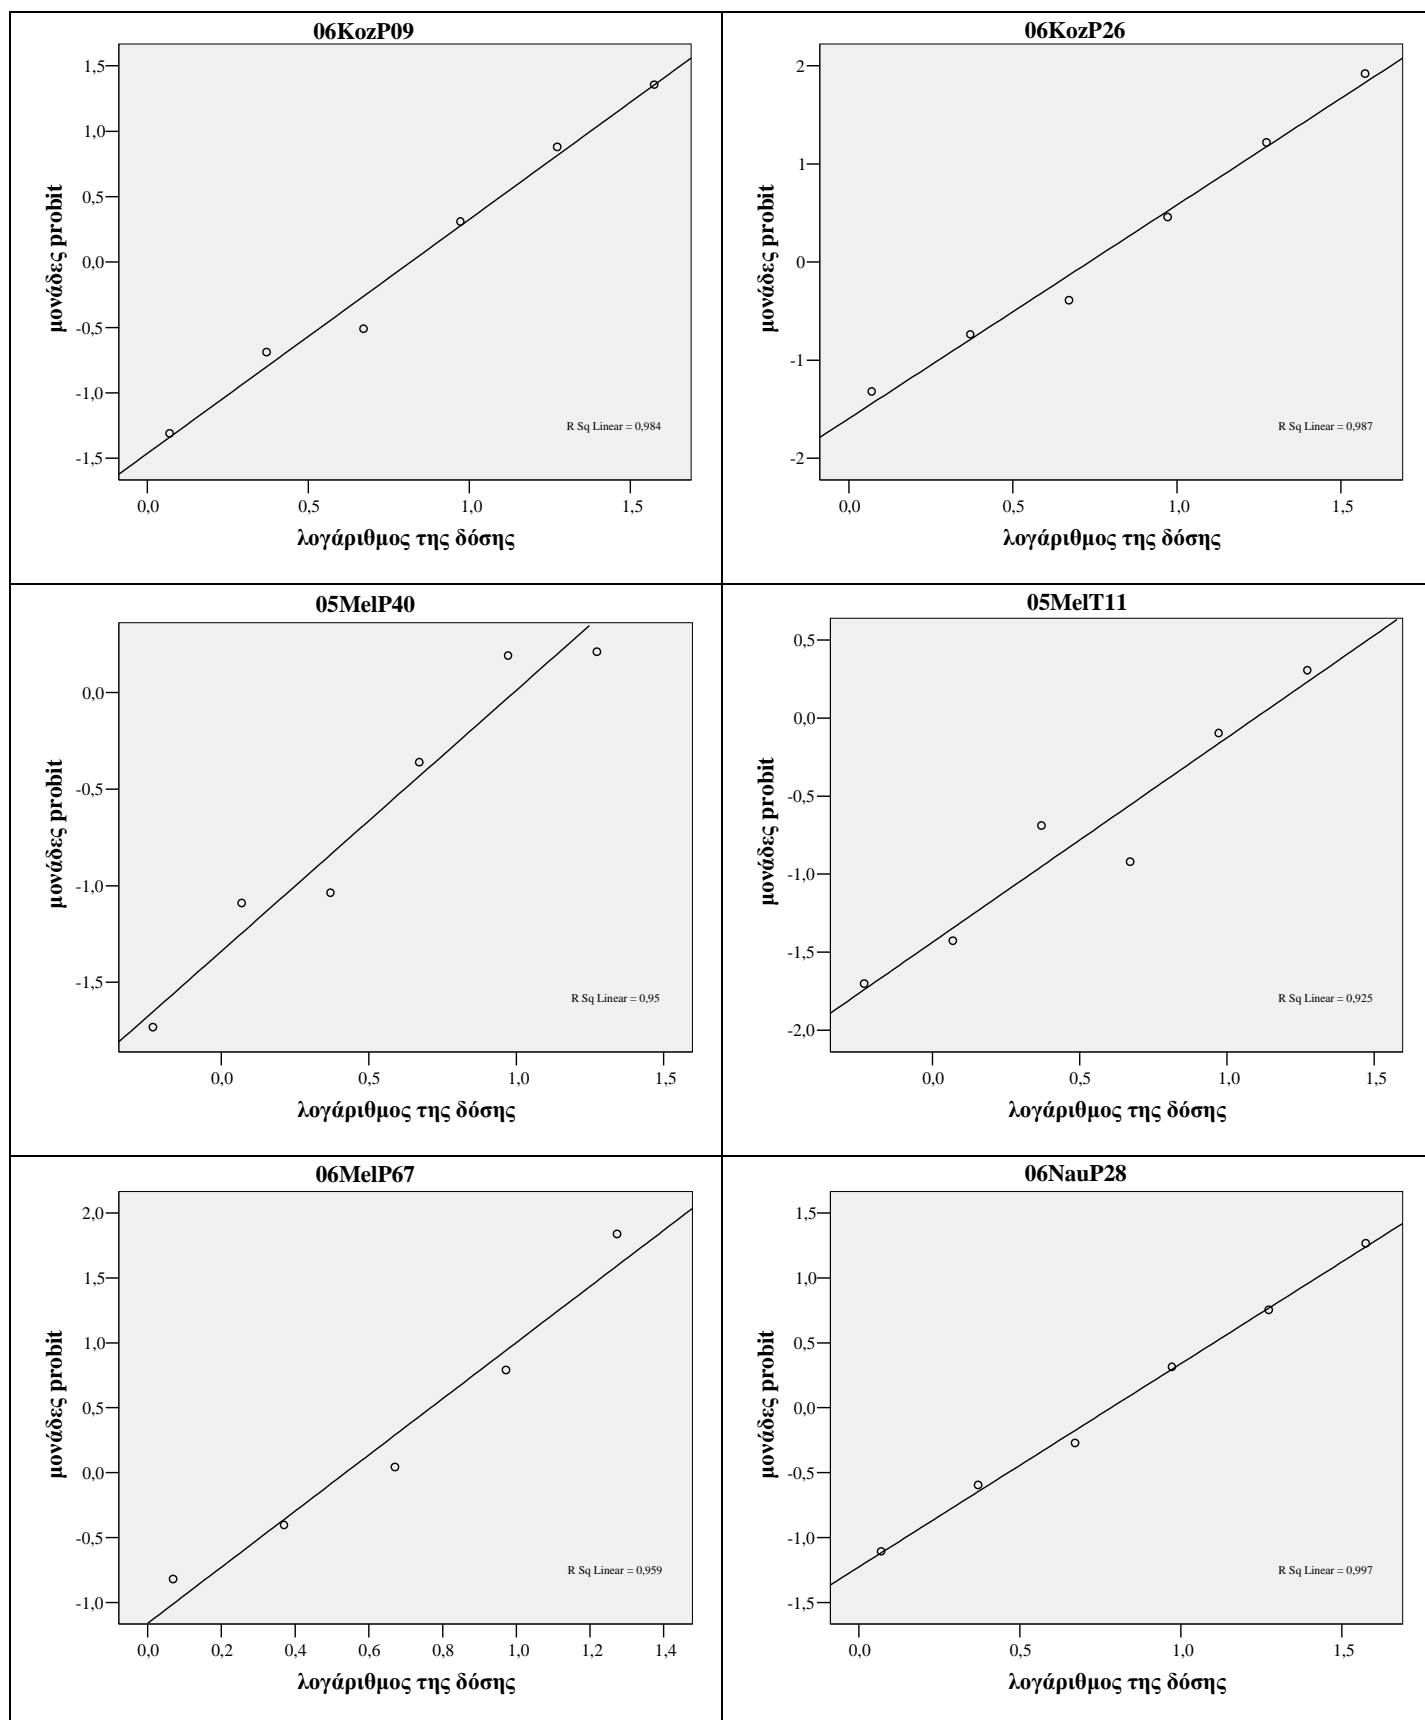 06KozP09
1,5
1,0
0,5
0,0
-0,5
-1,0
-1,5
μονάδες probit
R Sq Linear = 0,984
0,0 0,5 1,0 1,5
λογάριθμος της δόσης
06KozP26
2
1
0
-1
-2
μονάδες probit
R Sq Linear = 0,987
0,0 0,5 1,0 1,5
λογάριθμος της δόσης
05MelP40
0,0
-0,5
-1,0
-1,5
μονάδες probit
R Sq Linear = 0,95
0,0 0,5 1,0 1,5
λογάριθμος της δόσης
05MelT11
0,5
0,0
-0,5
-1,0
-1,5
-2,0
μονάδες probit
R Sq Linear = 0,925
0,0 0,5 1,0 1,5
λογάριθμος της δόσης
06MelP67
2,0
1,5
1,0
0,5
0,0
-0,5
-1,0
μονάδες probit
R Sq Linear = 0,959
0,0 0,2 0,4 0,6 0,8 1,0 1,2 1,4
λογάριθμος της δόσης
06NauP28
1,5
1,0
0,5
0,0
-0,5
-1,0
-1,5
μονάδες probit
R Sq Linear = 0,997
0,0 0,5 1,0 1,5
λογάριθμος της δόσης